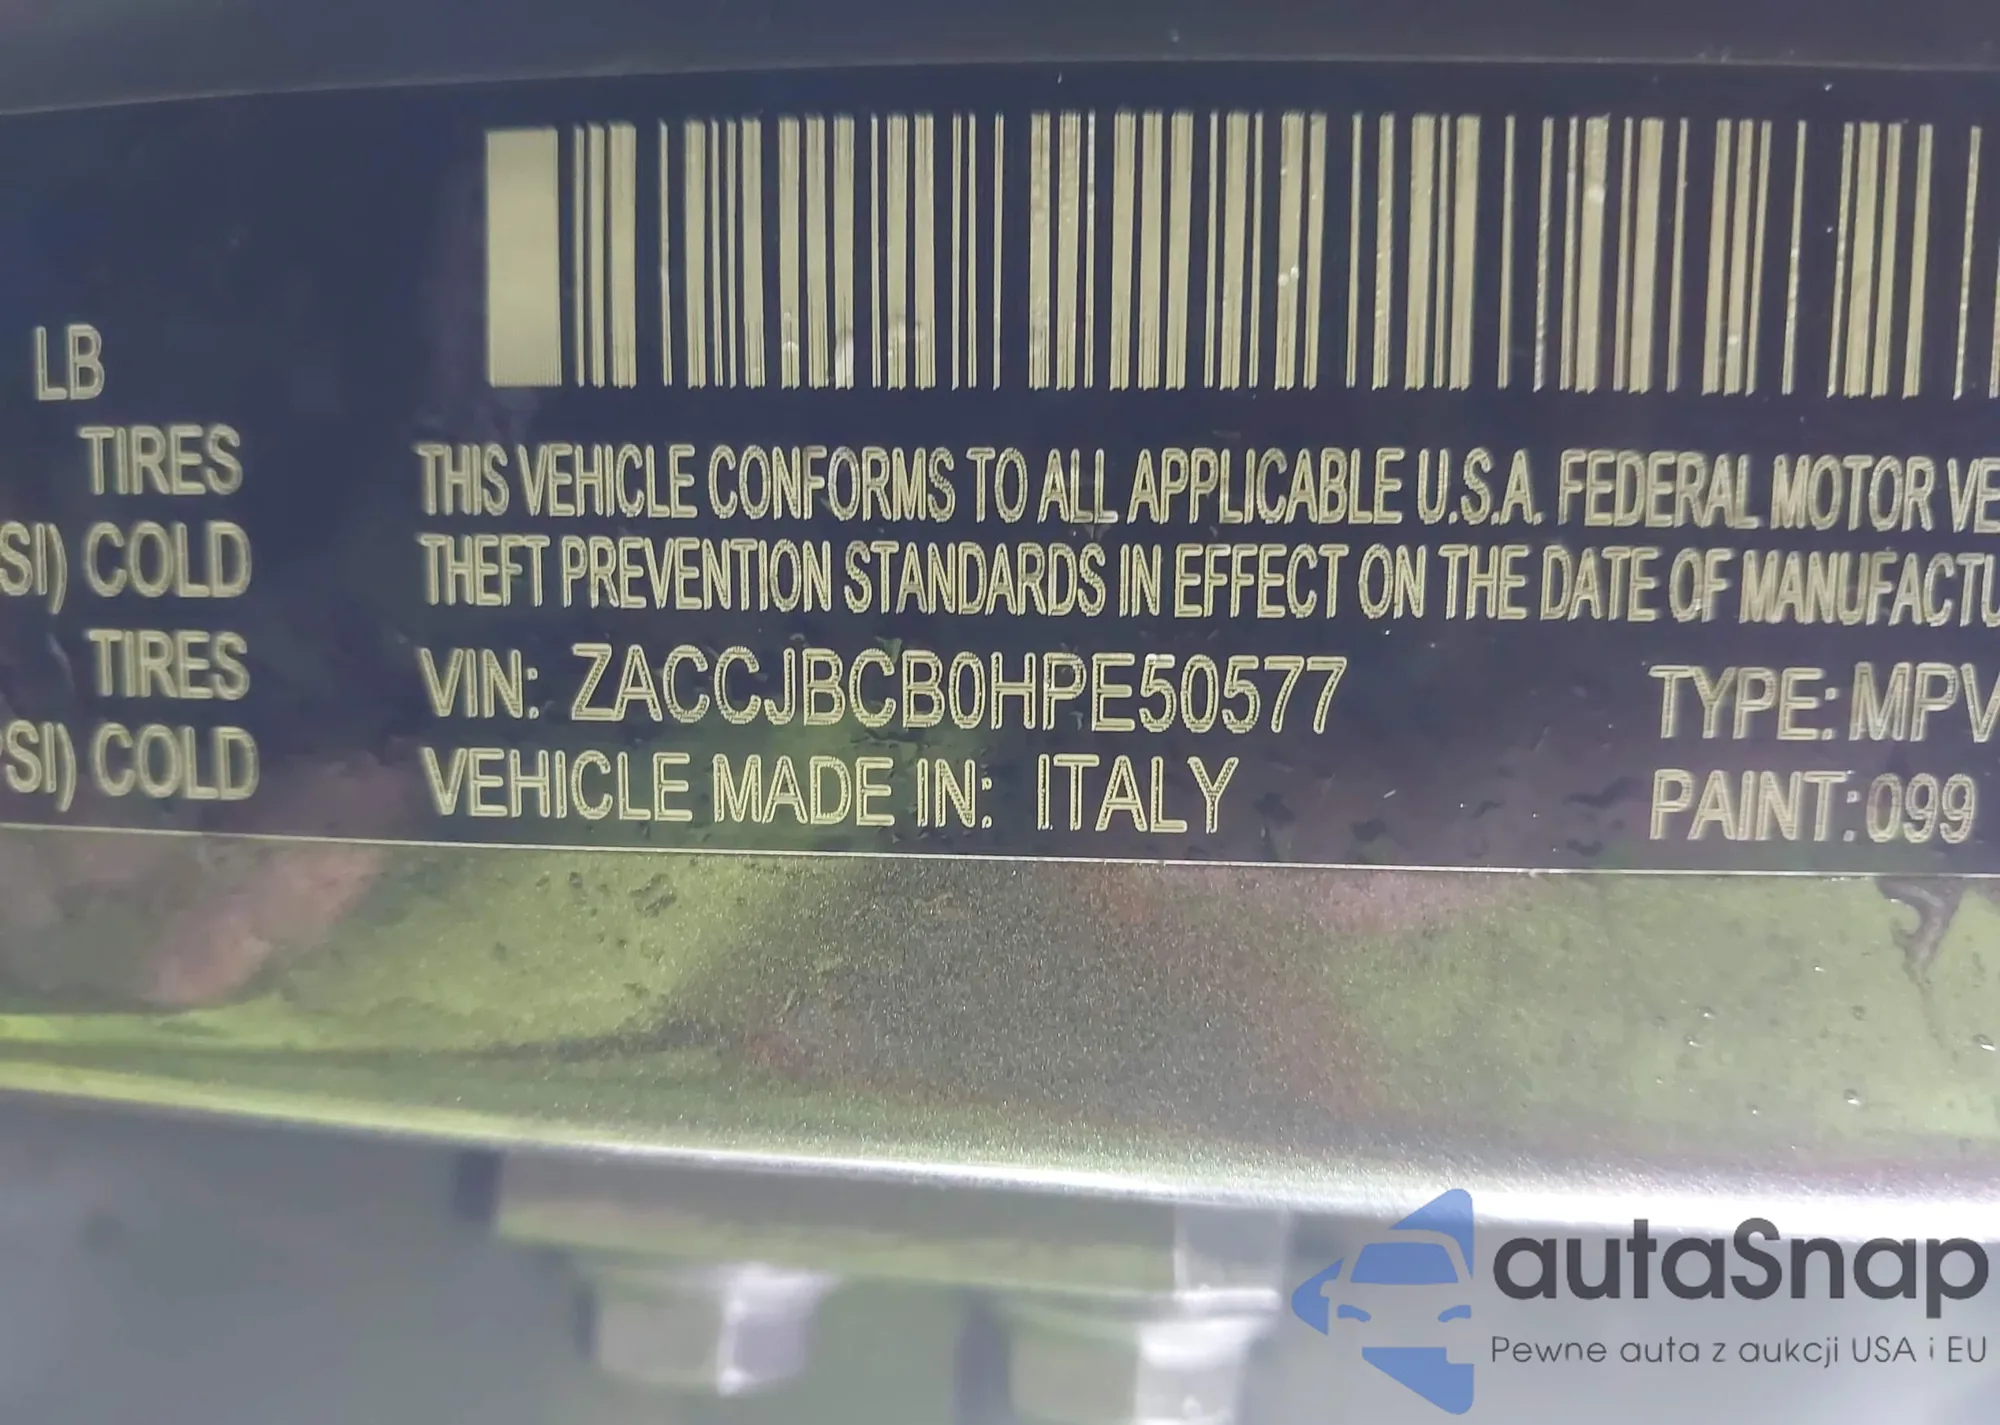 LB
TIRES
SI) COLD
TIRES
SI) COLD
THIS VEHICLE CONFORMS TO ALL APPLICABLE U.S.A. FEDERAL MOTOR VE
THEFT PREVENTION STANDARDS IN EFFECT ON THE DATE OF MANUFACTU
VIN: ZACCJBCB0HPE50577
TYPE: MPV
VEHICLE MADE IN: ITALY
PAINT: 099
autaSnap
Pewne auta z aukcji USA i EU